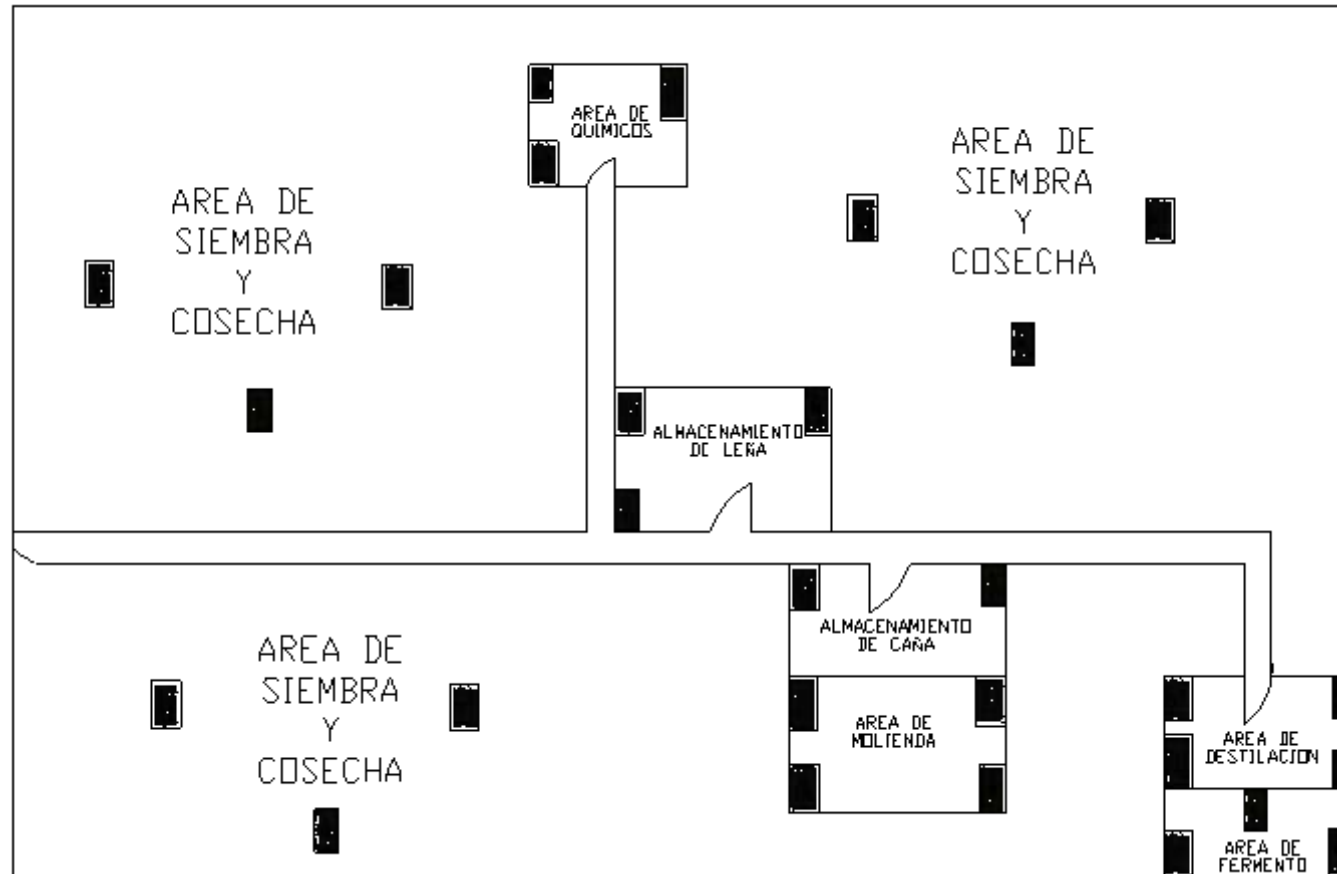 AREA DE
QUIMICOS
AREA DE
SIEMBRA
Y
COSECHA
AREA DE
SIEMBRA
Y
COSECHA
ALMACENAMIENTO
DE LEÑA
ALMACENAMIENTO
DE CAÑA
AREA DE
SIEMBRA
Y
COSECHA
AREA DE
MOLIENDA
AREA DE
DESTILACION
AREA DE
FERMENTO